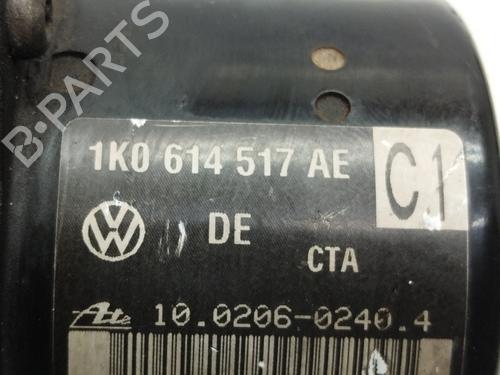 B-PARTS
1K0 614 517 AE
C1
DE
CTA
Ate 10.0206-0240.4